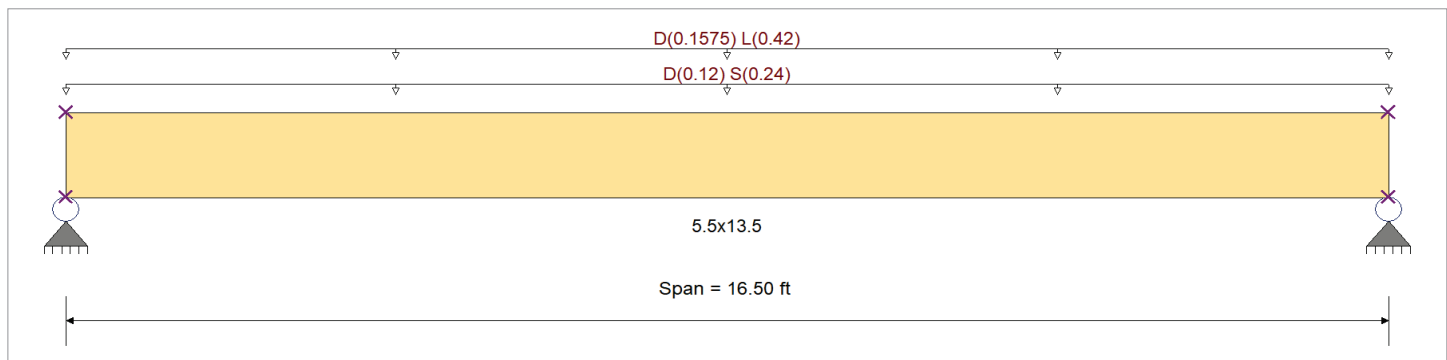 D(0.1575) L(0.42)
D(0.12) S(0.24)
5.5x13.5
Span = 16.50 ft